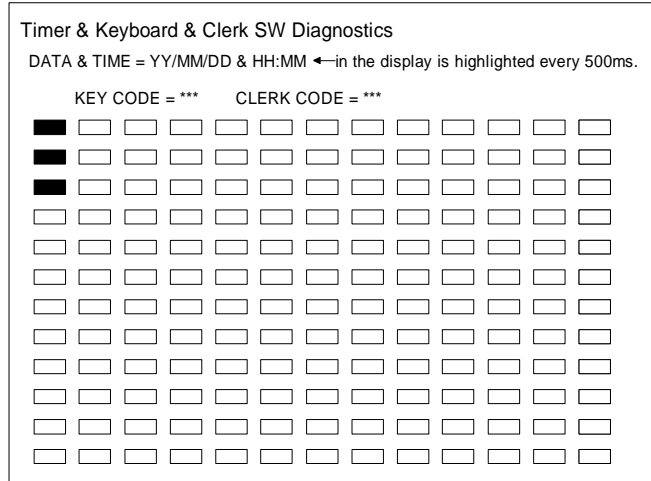 Timer & Keyboard & Clerk SW Diagnostics
DATA & TIME = YY/MM/DD & HH:MM ←in the display is highlighted every 500ms.
KEY CODE = *** CLERK CODE = ***